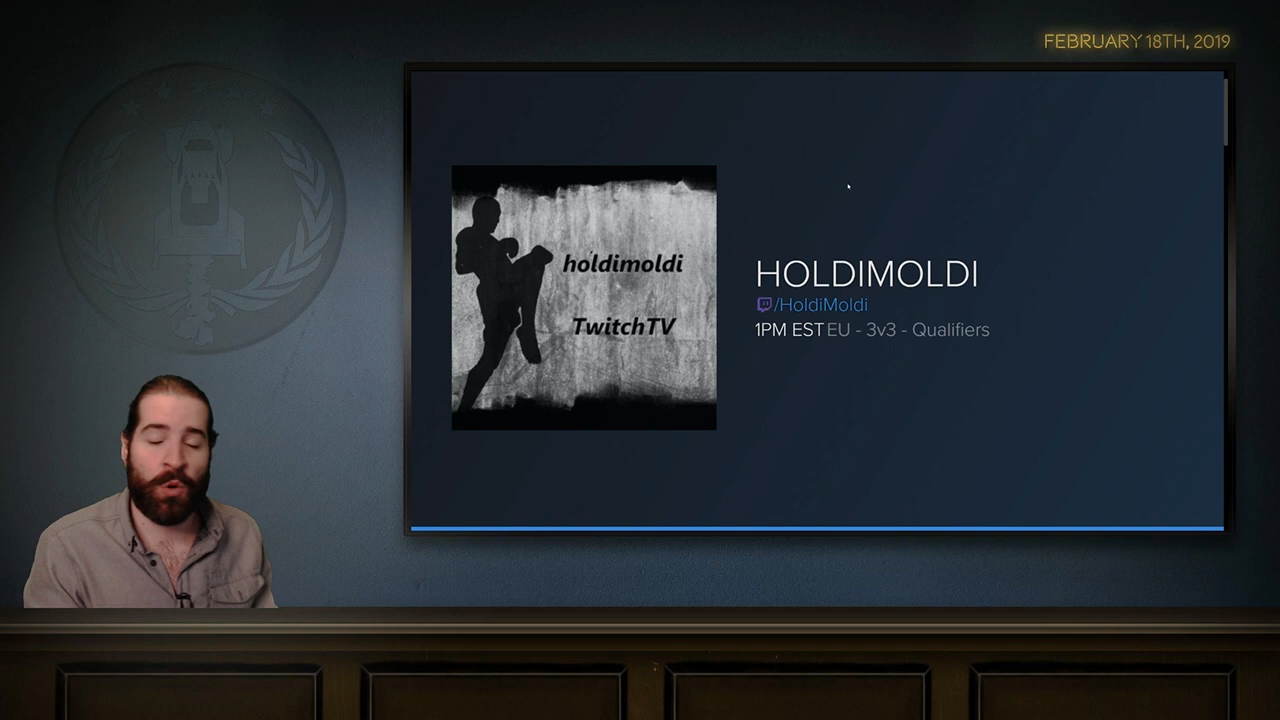 FEBRUARY 18TH, 2019
holdimoldi
TwitchTV
HOLDIMOLDI
/HoldiMoldi
1PM EST EU - 3v3 - Qualifiers